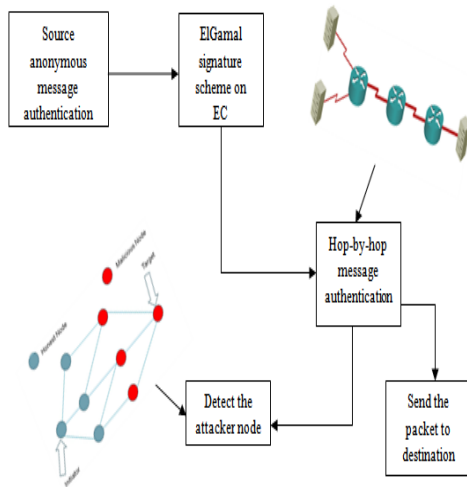 Source
anonymous
message
authentication
ElGamal
signature
scheme on
EC
Hop-by-hop
message
authentication
Malicious Node
Target
Honest Node
Initiator
Detect the
attacker node
Send the
packet to
destination